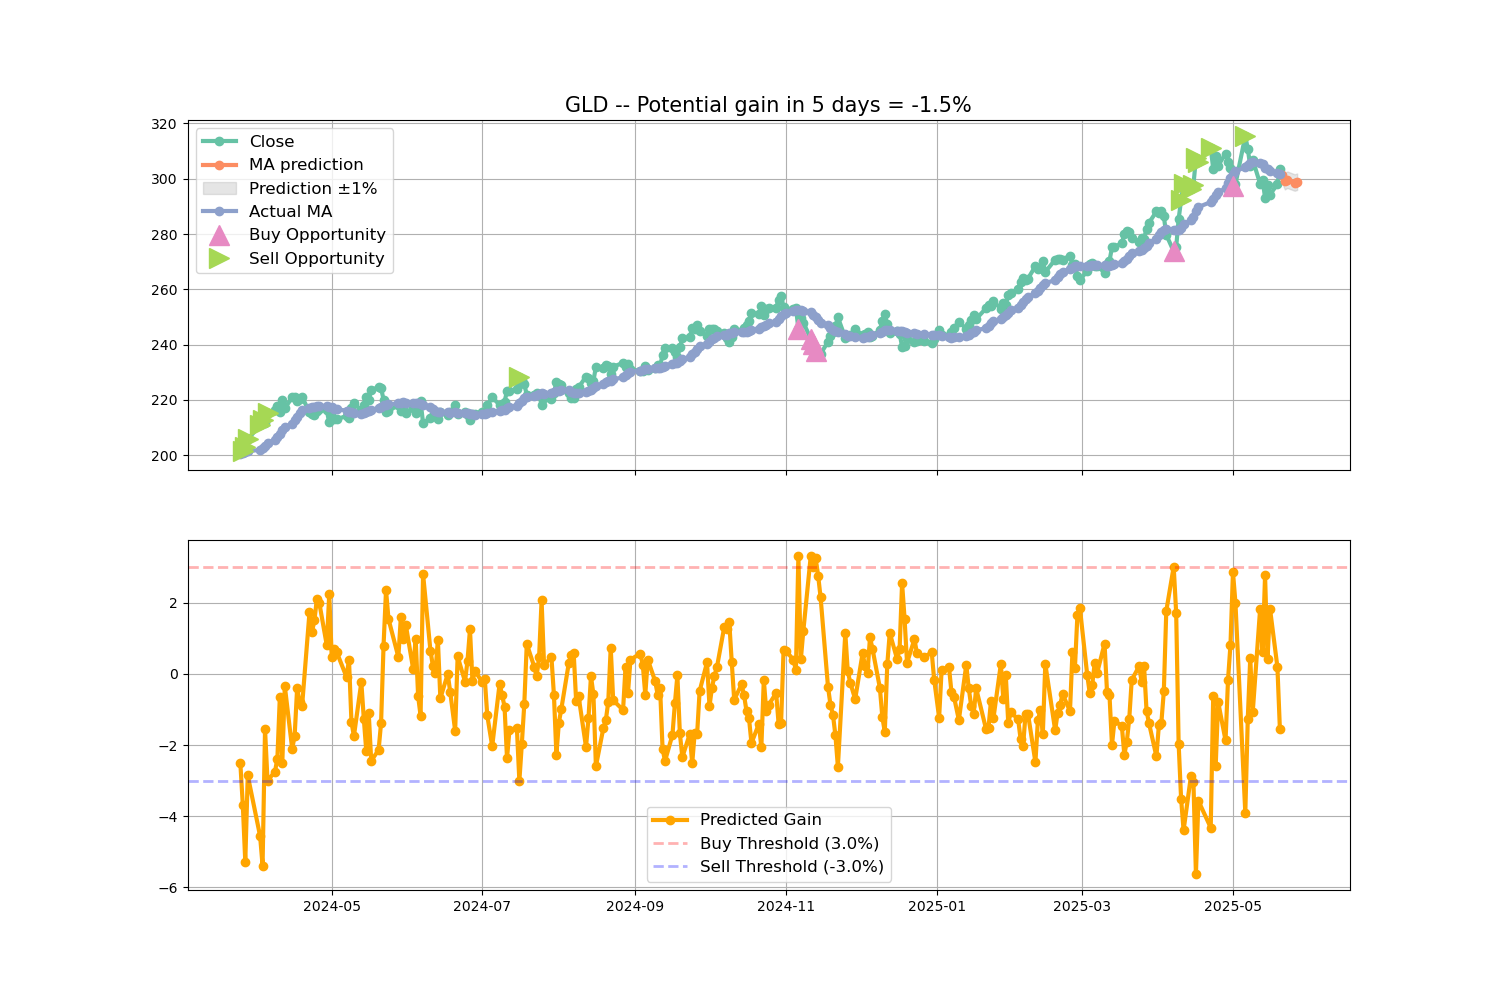 GLD -- Potential gain in 5 days = -1.5%
320
300
280
260
240
220
200
Close
MA prediction
Prediction ±1%
Actual MA
Buy Opportunity
Sell Opportunity
2
0
−2
−4
−6
Predicted Gain
Buy Threshold (3.0%)
Sell Threshold (-3.0%)
2024-05 2024-07 2024-09 2024-11 2025-01 2025-03 2025-05